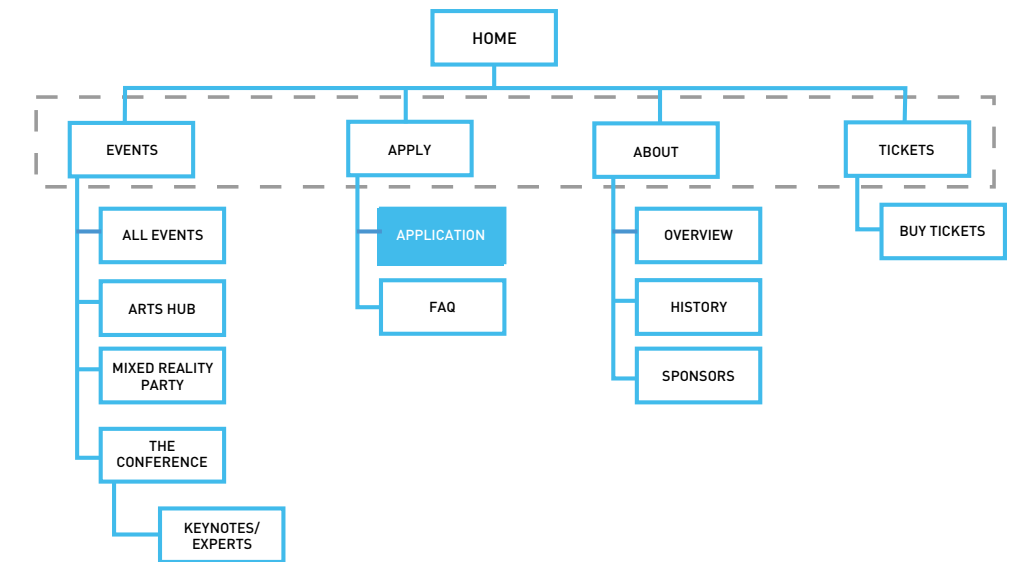 HOME
EVENTS
APPLY
ABOUT
TICKETS
ALL EVENTS
APPLICATION
OVERVIEW
BUY TICKETS
ARTS HUB
FAQ
HISTORY
MIXED REALITY
PARTY
SPONSORS
THE
CONFERENCE
KEYNOTES/
EXPERTS